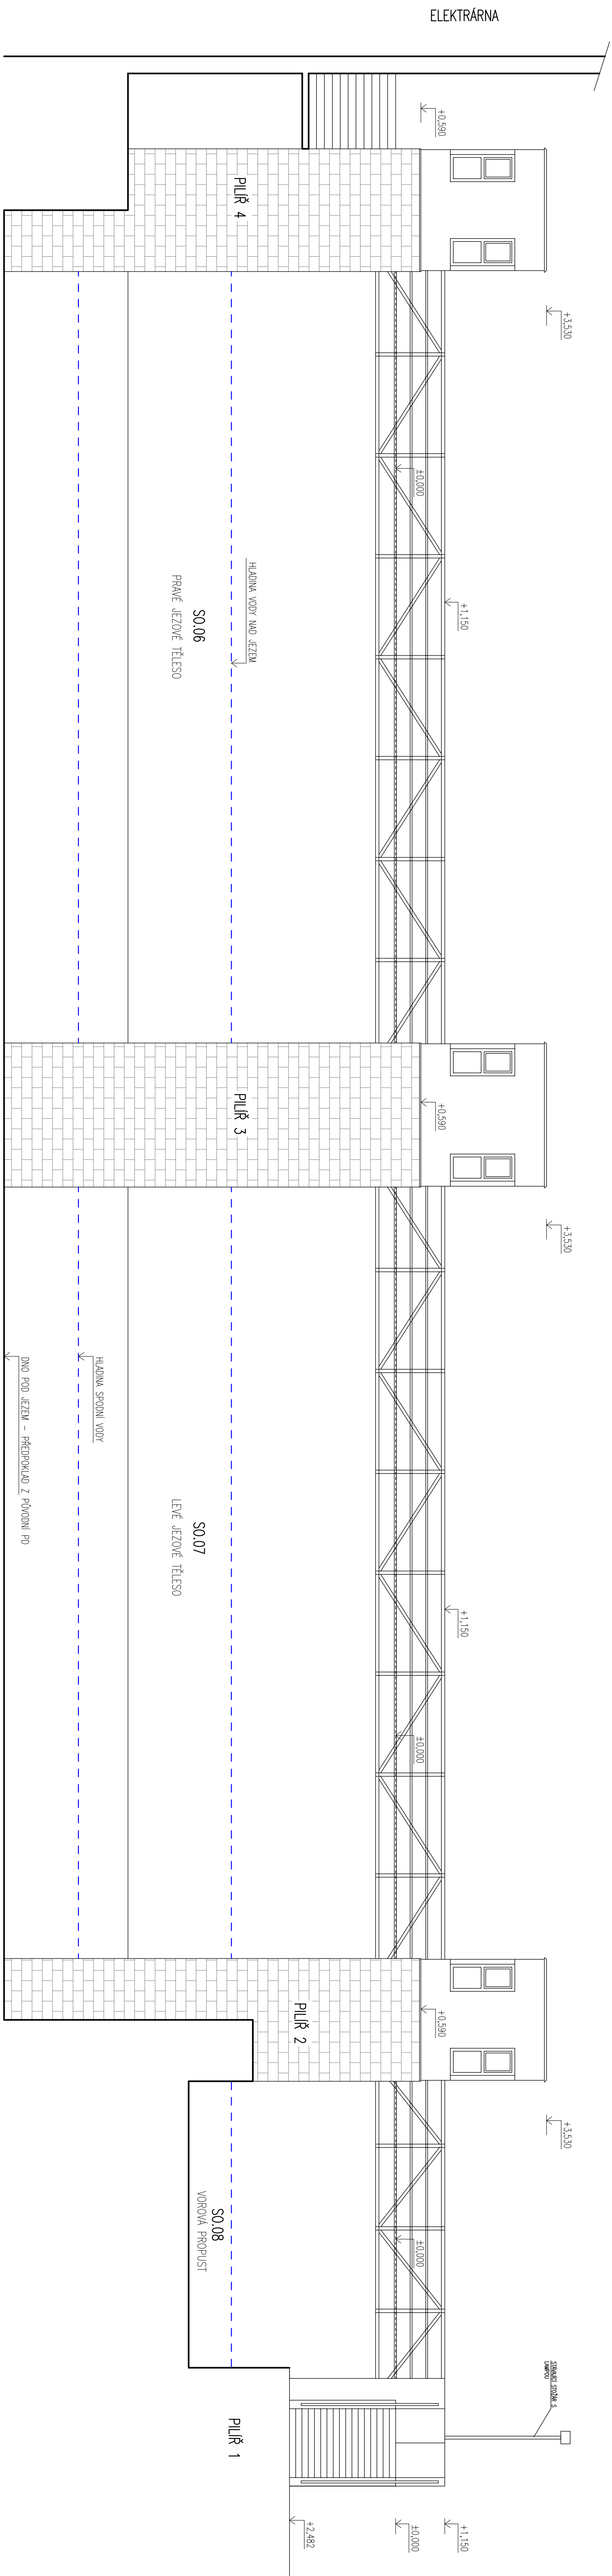 ELEKTRÁRNA
+0,590
PILÍŘ 4
+3,530
±0,000
HLADINA VODY NAD JEZEM
+1,150
SO.06
PRAVÉ JEZOVÉ TĚLESO
+0,590
PILÍŘ 3
+3,530
HLADINA SPODNÍ VODY
DNO POD JEZEM – PŘEDPOKLAD Z PŮVODNÍ PD
SO.07
LEVÉ JEZOVÉ TĚLESO
+1,150
±0,000
+0,590
PILÍŘ 2
+3,530
SO.08
VOROVÁ PROPUST
±0,000
STÁVAJÍCÍ STOŽÁR S
LAMPOU
PILÍŘ 1
+2,482
±0,000
+1,150